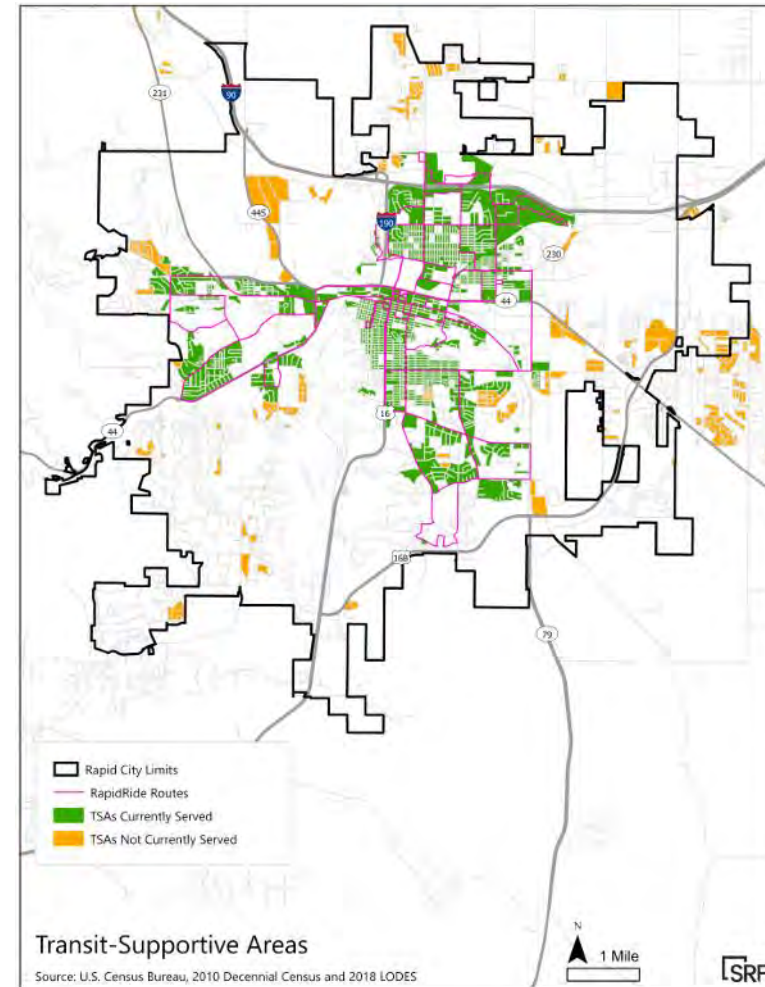 231
90
445
190
230
44
44
16
16B
79
Rapid City Limits
RapidRide Routes
TSAs Currently Served
TSAs Not Currently Served
Transit-Supportive Areas
Source: U.S. Census Bureau, 2010 Decennial Census and 2018 LODES
N
1 Mile
SRF